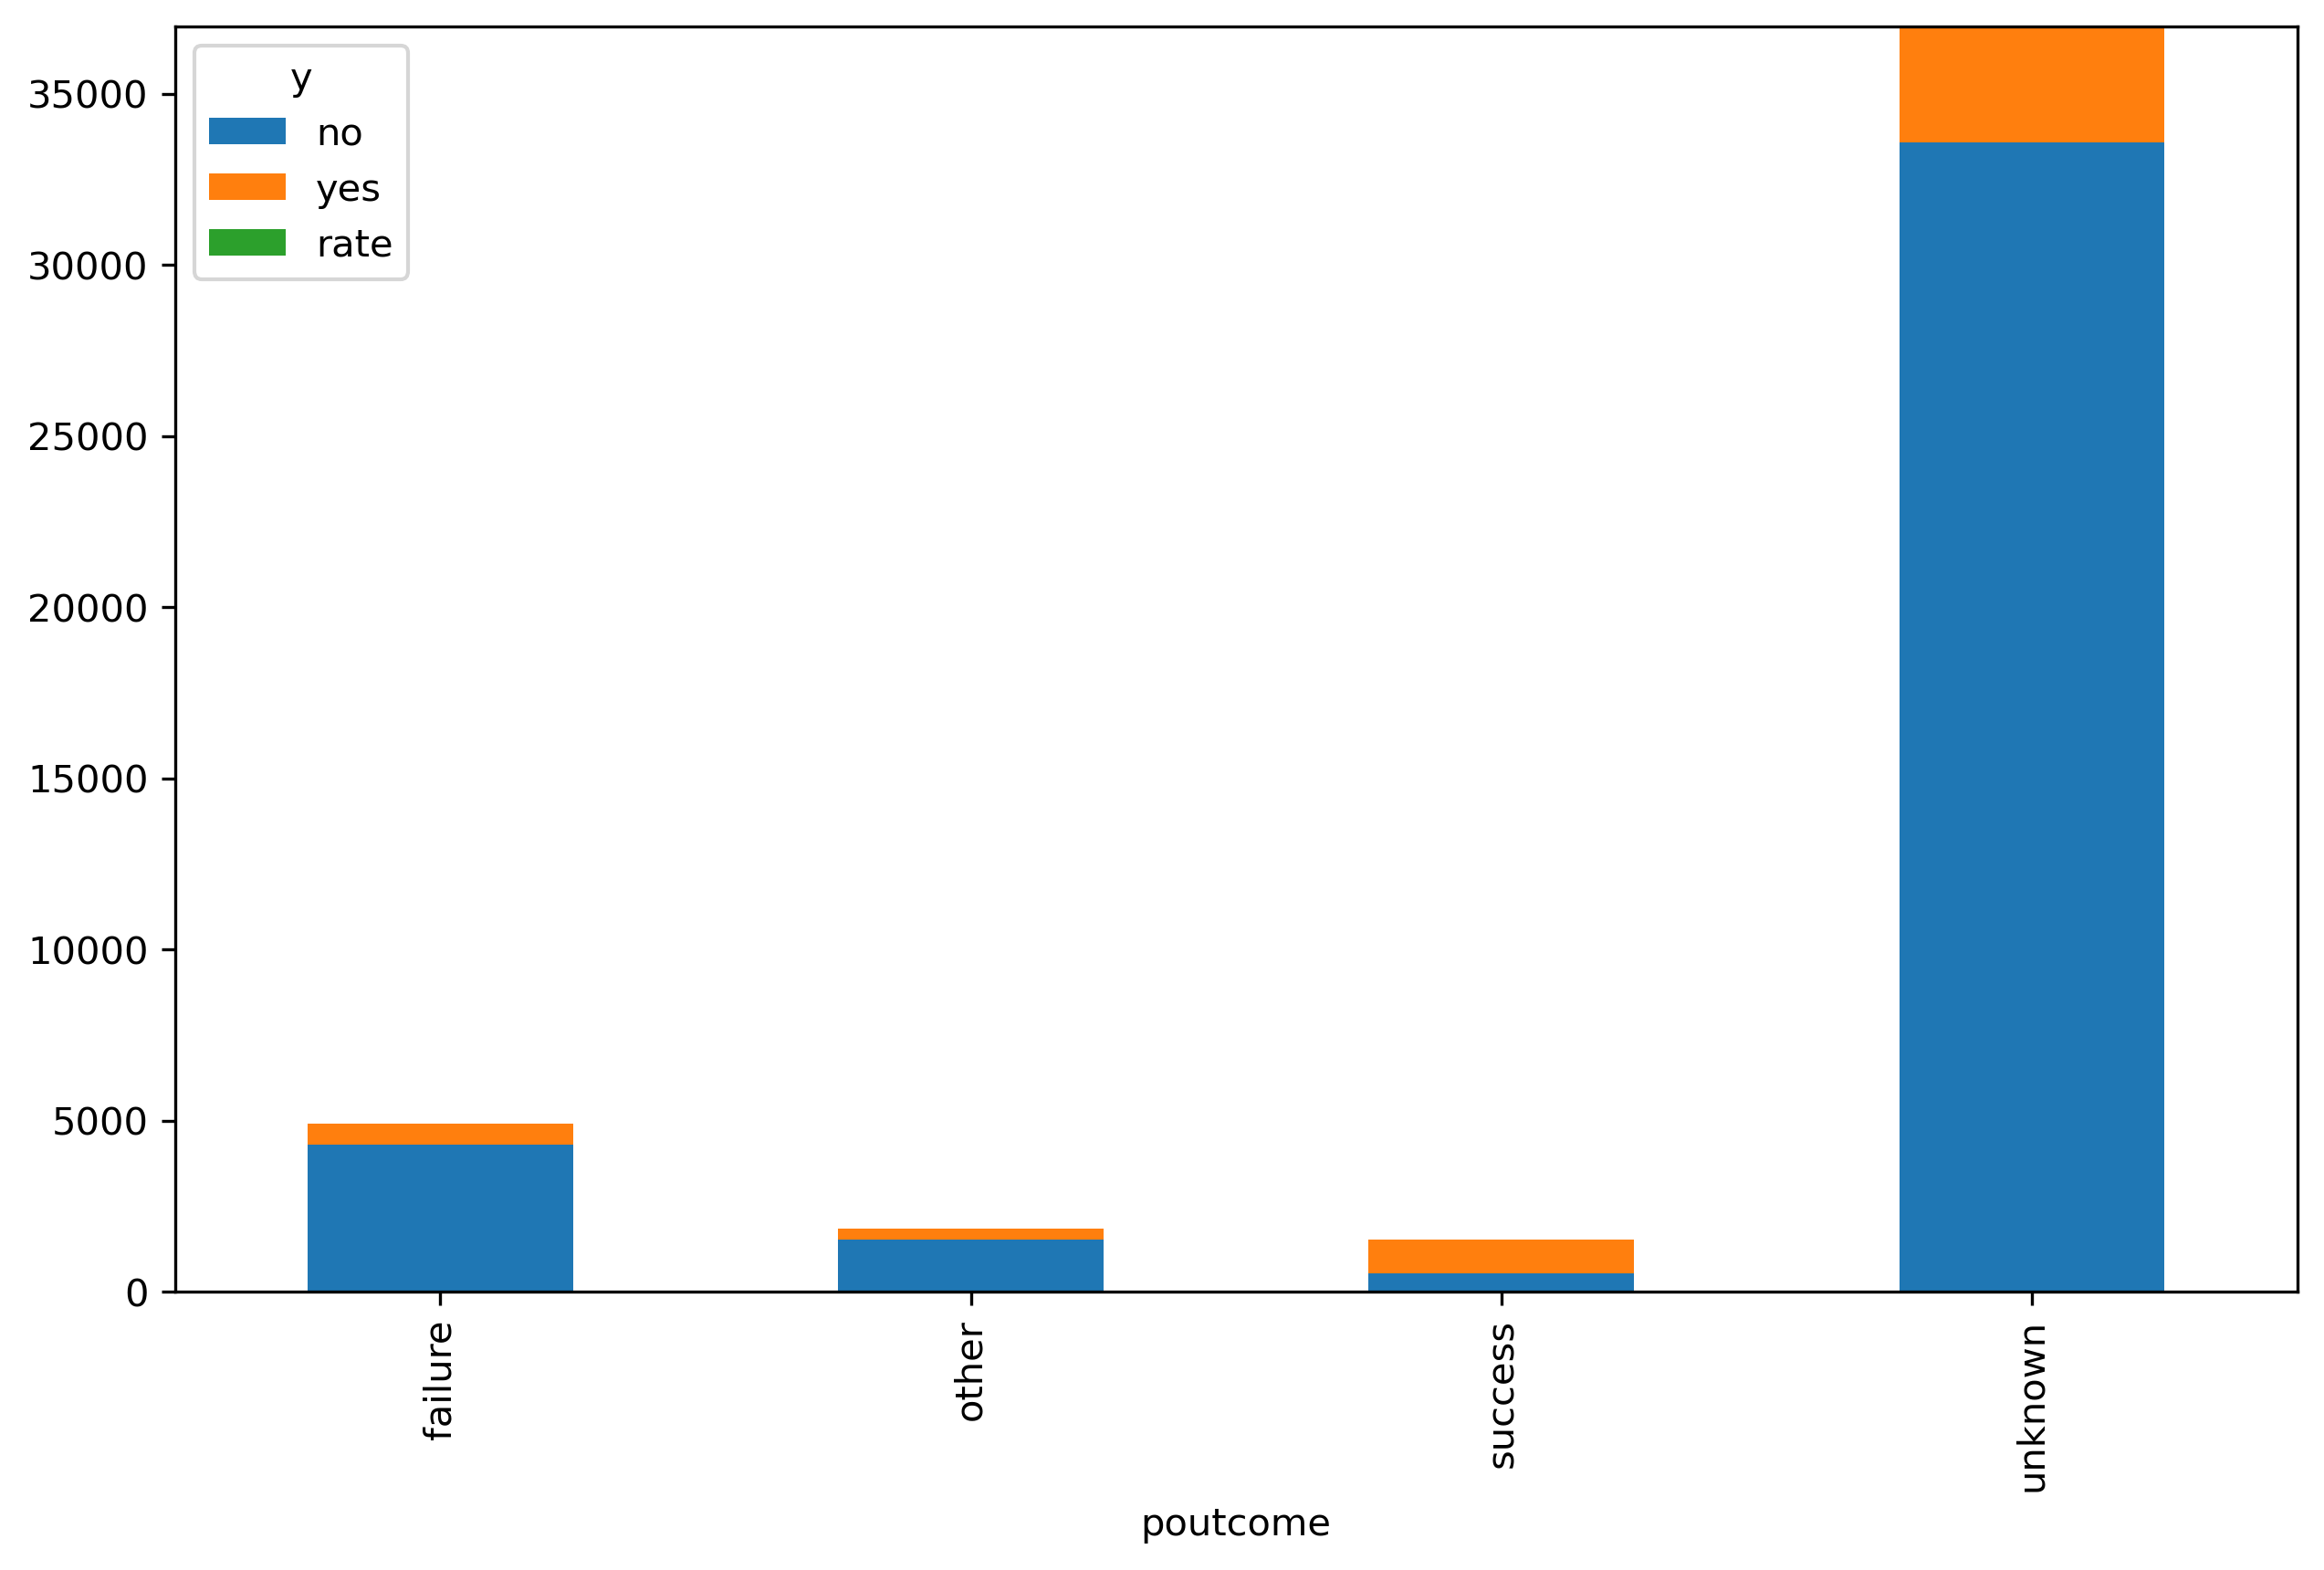 y
no
yes
rate
35000
30000
25000
20000
15000
10000
5000
0
failure
other
success
unknown
poutcome